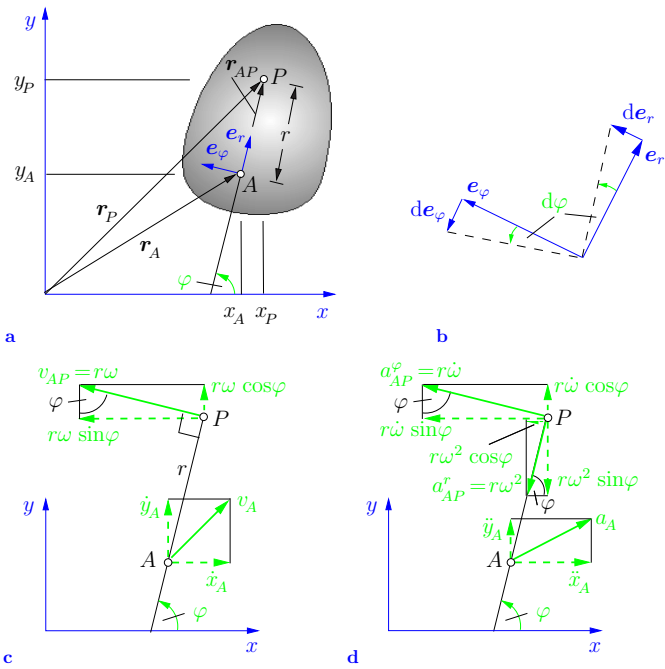 y
y_P
r_AP
P
e_r
r
e_φ
y_A
A
r_P
r_A
φ
x_A
x_P
x
a
de_r
e_r
e_φ
dφ
de_φ
b
v_AP = rω
rω cosφ
φ
P
rω sinφ
r
y
ẏ_A
v_A
A
ẋ_A
φ
x
c
a^φ_AP = rω̇
rω̇ cosφ
φ
P
rω̇ sinφ
rω² cosφ
a^r_AP = rω²
rω² sinφ
φ
y
ÿ_A
a_A
A
ẍ_A
φ
x
d